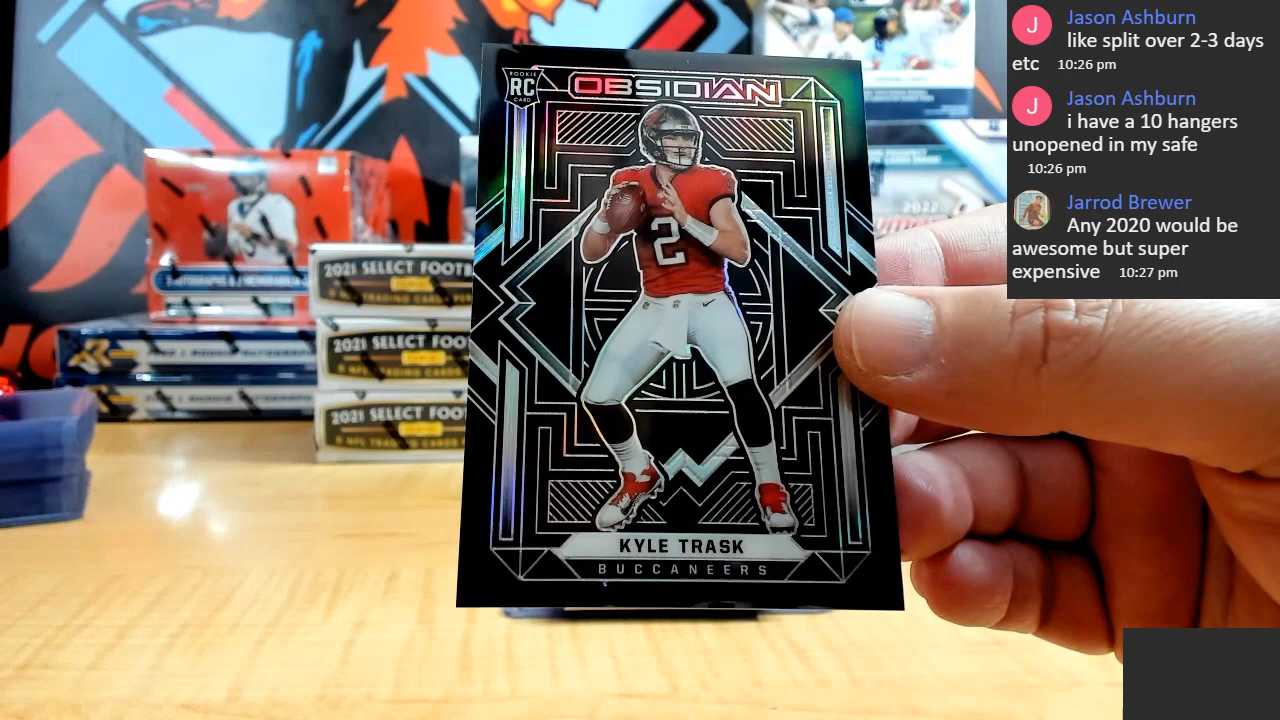 Jason Ashburn
like split over 2-3 days
etc 10:26 pm
Jason Ashburn
i have a 10 hangers
unopened in my safe
10:26 pm
Jarrod Brewer
Any 2020 would be
awesome but super
expensive 10:27 pm
ROOKIE
RC
CARD
OBSIDIAN
2
KYLE TRASK
BUCCANEERS
2021 SELECT FOOTB
2021 SELECT FOO
2021 SELECT FOO
2022